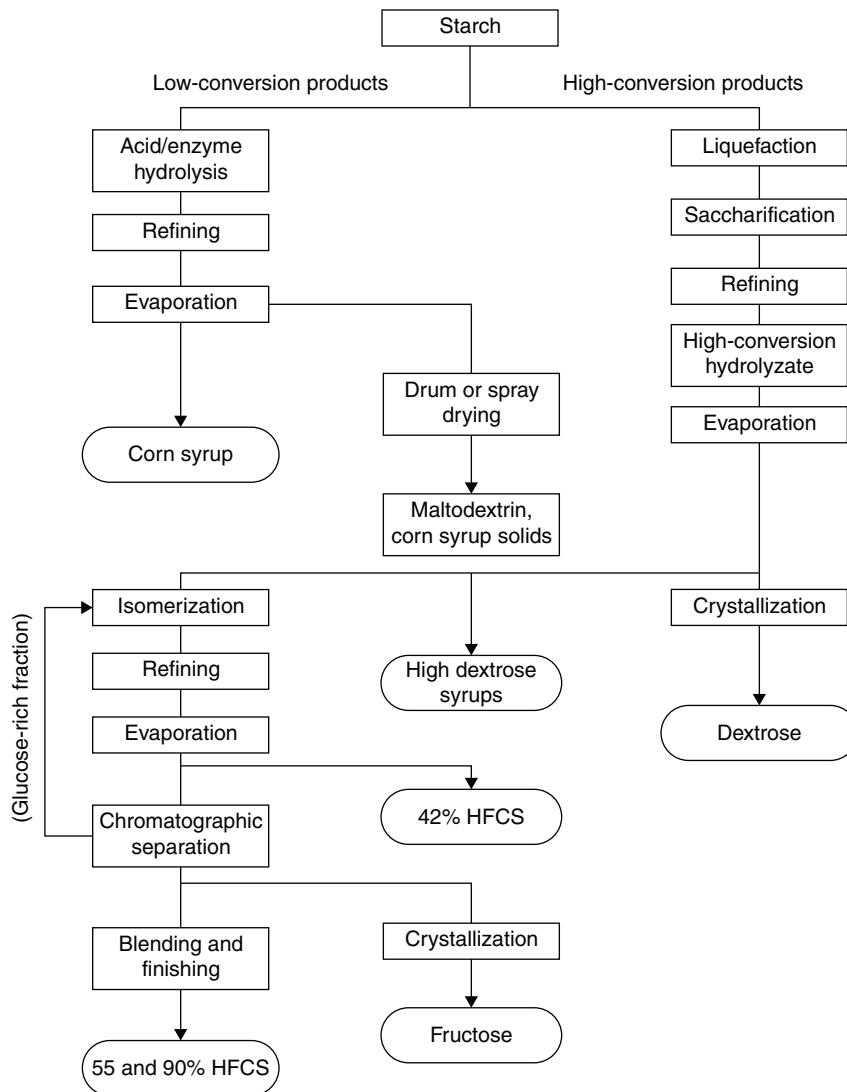 Starch
Low-conversion products
High-conversion products
Acid/enzyme
hydrolysis
Refining
Evaporation
Corn syrup
Drum or spray
drying
Maltodextrin,
corn syrup solids
Liquefaction
Saccharification
Refining
High-conversion
hydrolyzate
Evaporation
(Glucose-rich fraction)
Isomerization
Refining
Evaporation
Chromatographic
separation
Blending and
finishing
55 and 90% HFCS
High dextrose
syrups
42% HFCS
Crystallization
Fructose
Crystallization
Dextrose